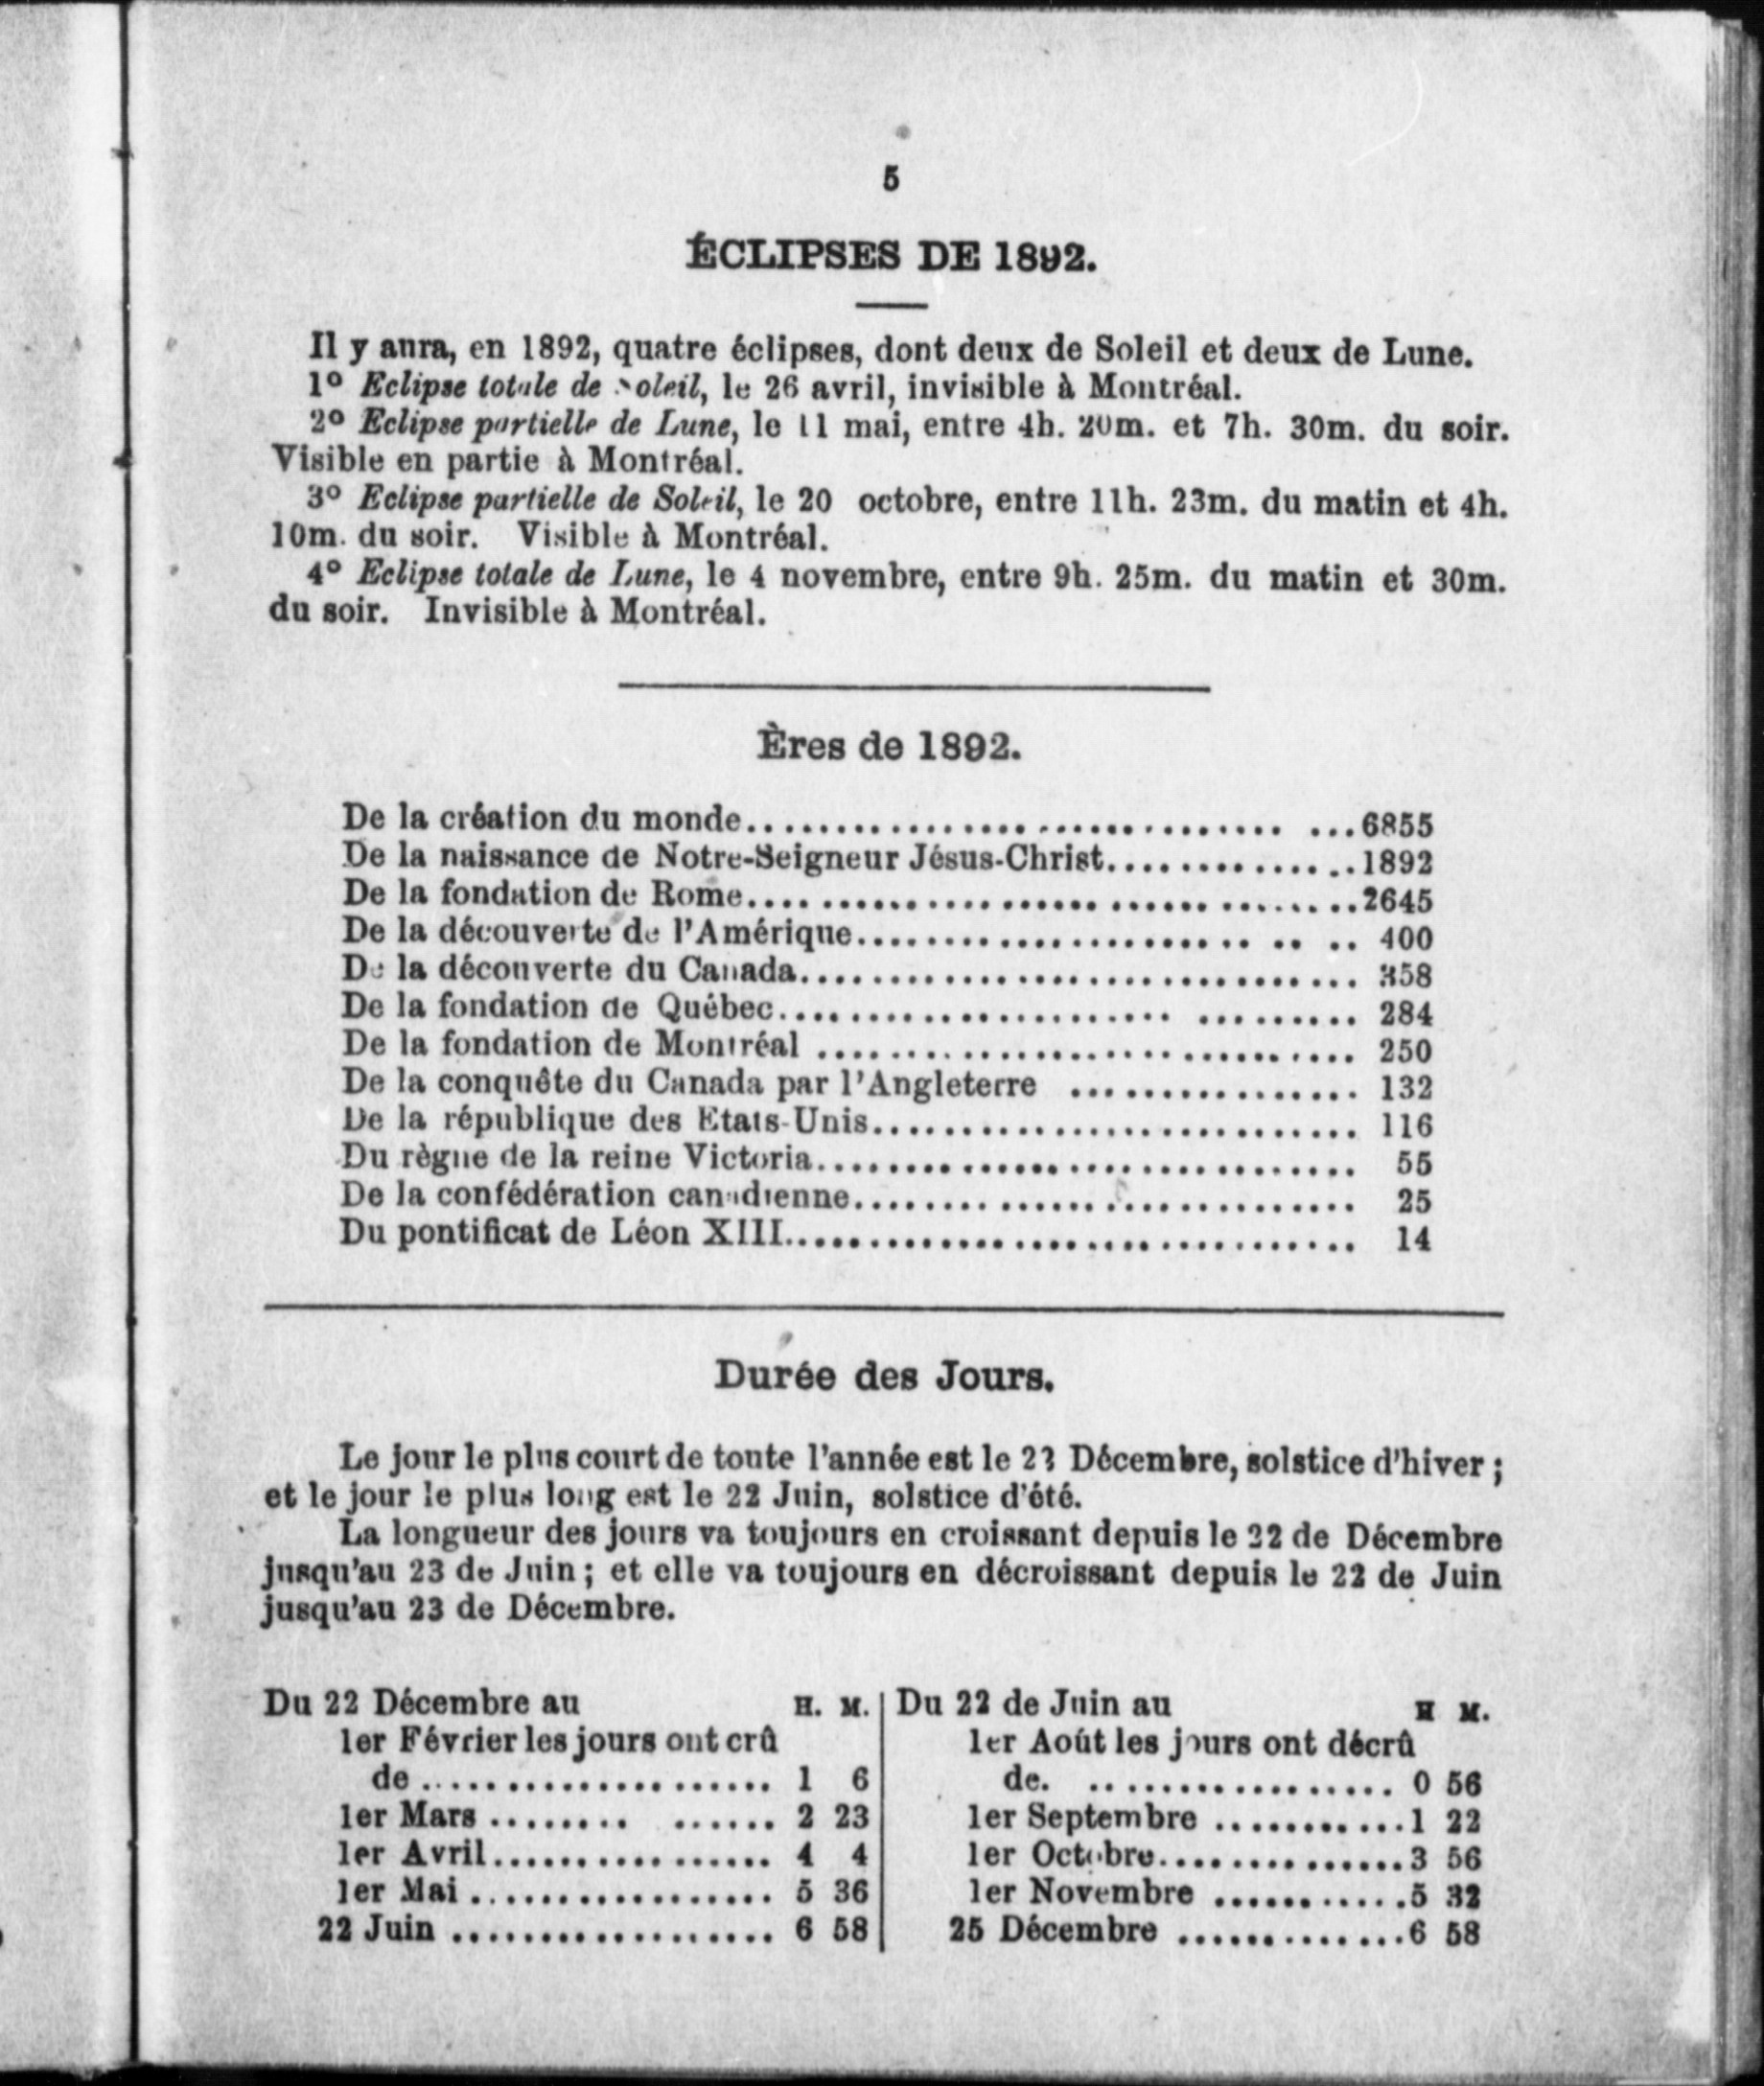 5
ÉCLIPSES DE 1892.
Il y aura, en 1892, quatre éclipses, dont deux de Soleil et deux de Lune.
1º Eclipse totale de Soleil, le 26 avril, invisible à Montréal.
2º Eclipse partielle de Lune, le 11 mai, entre 4h. 20m. et 7h. 30m. du soir.
Visible en partie à Montréal.
3º Eclipse partielle de Soleil, le 20 octobre, entre 11h. 23m. du matin et 4h.
10m. du soir. Visible à Montréal.
4º Eclipse totale de Lune, le 4 novembre, entre 9h. 25m. du matin et 30m.
du soir. Invisible à Montréal.
Ères de 1892.
De la création du monde.................................. ...6855
De la naissance de Notre-Seigneur Jésus-Christ..............1892
De la fondation de Rome.... ............................ ........2645
De la découverte de l'Amérique...................... .. .. .. 400
De la découverte du Canada................................ 358
De la fondation de Québec...................... ......... 284
De la fondation de Montréal .............................. 250
De la conquête du Canada par l'Angleterre ................ 132
De la république des Etats-Unis........................... 116
Du règne de la reine Victoria.............................. 55
De la confédération canadienne............................ 25
Du pontificat de Léon XIII................................ 14
Durée des Jours.
Le jour le plus court de toute l'année est le 22 Décembre, solstice d'hiver ;
et le jour le plus long est le 22 Juin, solstice d'été.
La longueur des jours va toujours en croissant depuis le 22 de Décembre
jusqu'au 23 de Juin ; et elle va toujours en décroissant depuis le 22 de Juin
jusqu'au 23 de Décembre.
Du 22 Décembre au H. M.
1er Février les jours ont crû
de .................... 1 6
1er Mars ........ ...... 2 23
1er Avril................ 4 4
1er Mai ................. 5 36
22 Juin .................. 6 58
Du 22 de Juin au H M.
1er Août les jours ont décrû
de. .................. 0 56
1er Septembre ...........1 22
1er Octobre..............3 56
1er Novembre ...........5 32
25 Décembre .............6 58